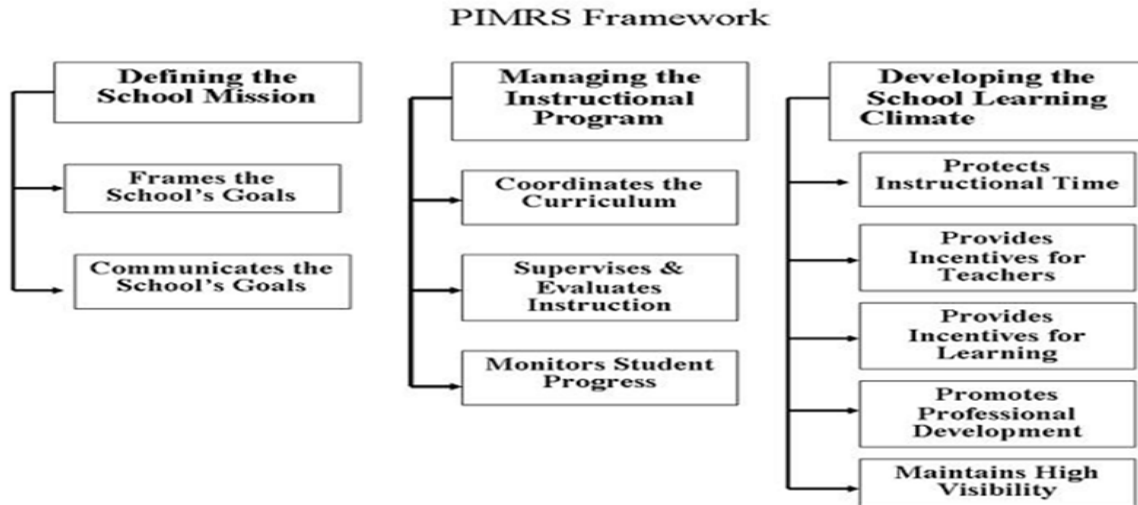 PIMRS Framework
Defining the
School Mission
Frames the
School's Goals
Communicates the
School's Goals
Managing the
Instructional
Program
Coordinates the
Curriculum
Supervises &
Evaluates
Instruction
Monitors Student
Progress
Developing the
School Learning
Climate
Protects
Instructional Time
Provides
Incentives for
Teachers
Provides
Incentives for
Learning
Promotes
Professional
Development
Maintains High
Visibility